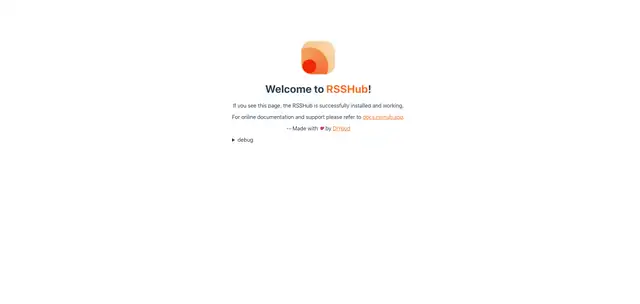 Welcome to RSSHub!
If you see this page, the RSSHub is successfully installed and working.
For online documentation and support please refer to docs.rsshub.app.
-- Made with ❤️ by DIYgod
debug